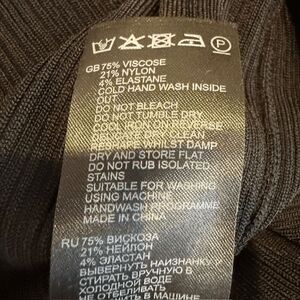 P
GB 75% VISCOSE
21% NYLON
4% ELASTANE
COLD HAND WASH INSIDE
OUT
DO NOT BLEACH
DO NOT TUMBLE DRY
COOL IRON ON REVERSE
DELICATE DRY CLEAN
RESHAPE WHILST DAMP
DRY AND STORE FLAT
DO NOT RUB ISOLATED
STAINS
SUITABLE FOR WASHING
USING MACHINE
HANDWASH PROGRAMME
MADE IN CHINA
RU 75% ВИСКОЗА
21% НЕЙЛОН
4% ЭЛАСТАН
ВЫВЕРНУТЬ НАИЗНАНКУ И
СТИРАТЬ ВРУЧНУЮ В
ХОЛОДНОЙ ВОДЕ
НЕ ОТБЕЛИВАТЬ